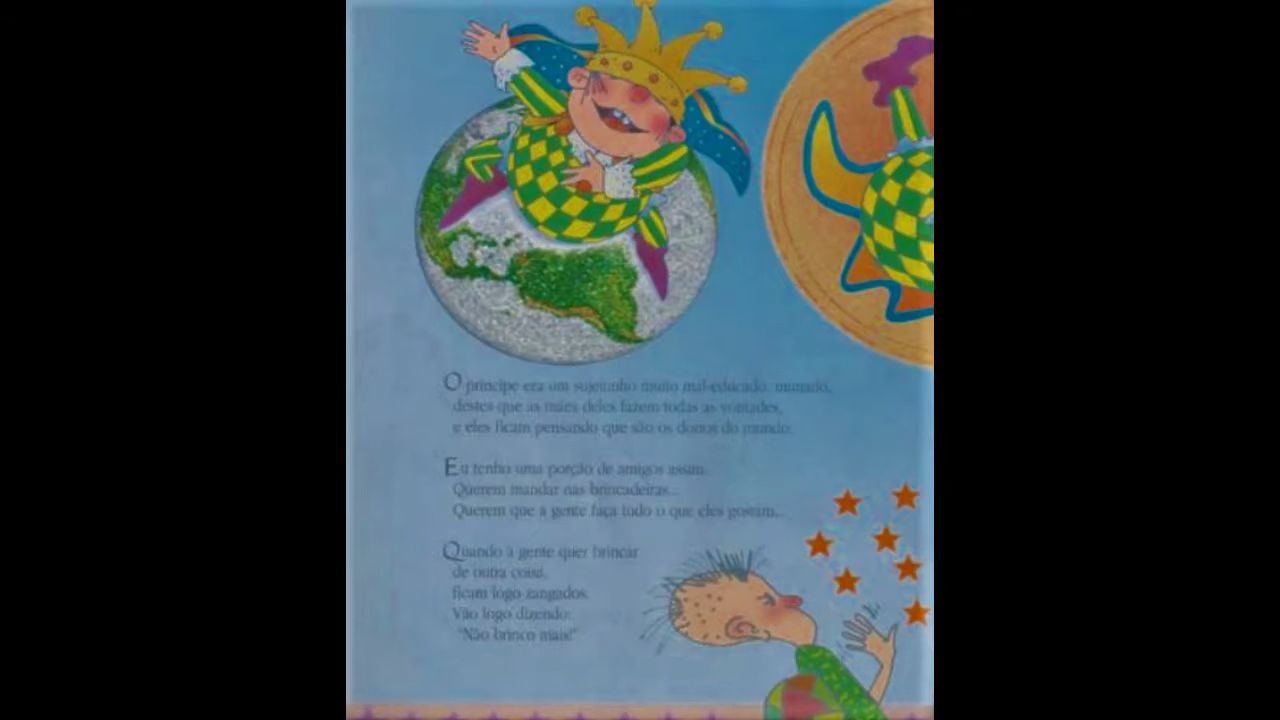 O príncipe era um sujeitinho muito mal-educado, mimado,
destes que as mães deles fazem todas as vontades,
e eles ficam pensando que são os donos do mundo.
Eu tenho uma porção de amigos assim.
Querem mandar nas brincadeiras...
Querem que a gente faça tudo o que eles gostam...
Quando a gente quer brincar
de outra coisa,
ficam logo zangados.
Vão logo dizendo:
"Não brinco mais!"